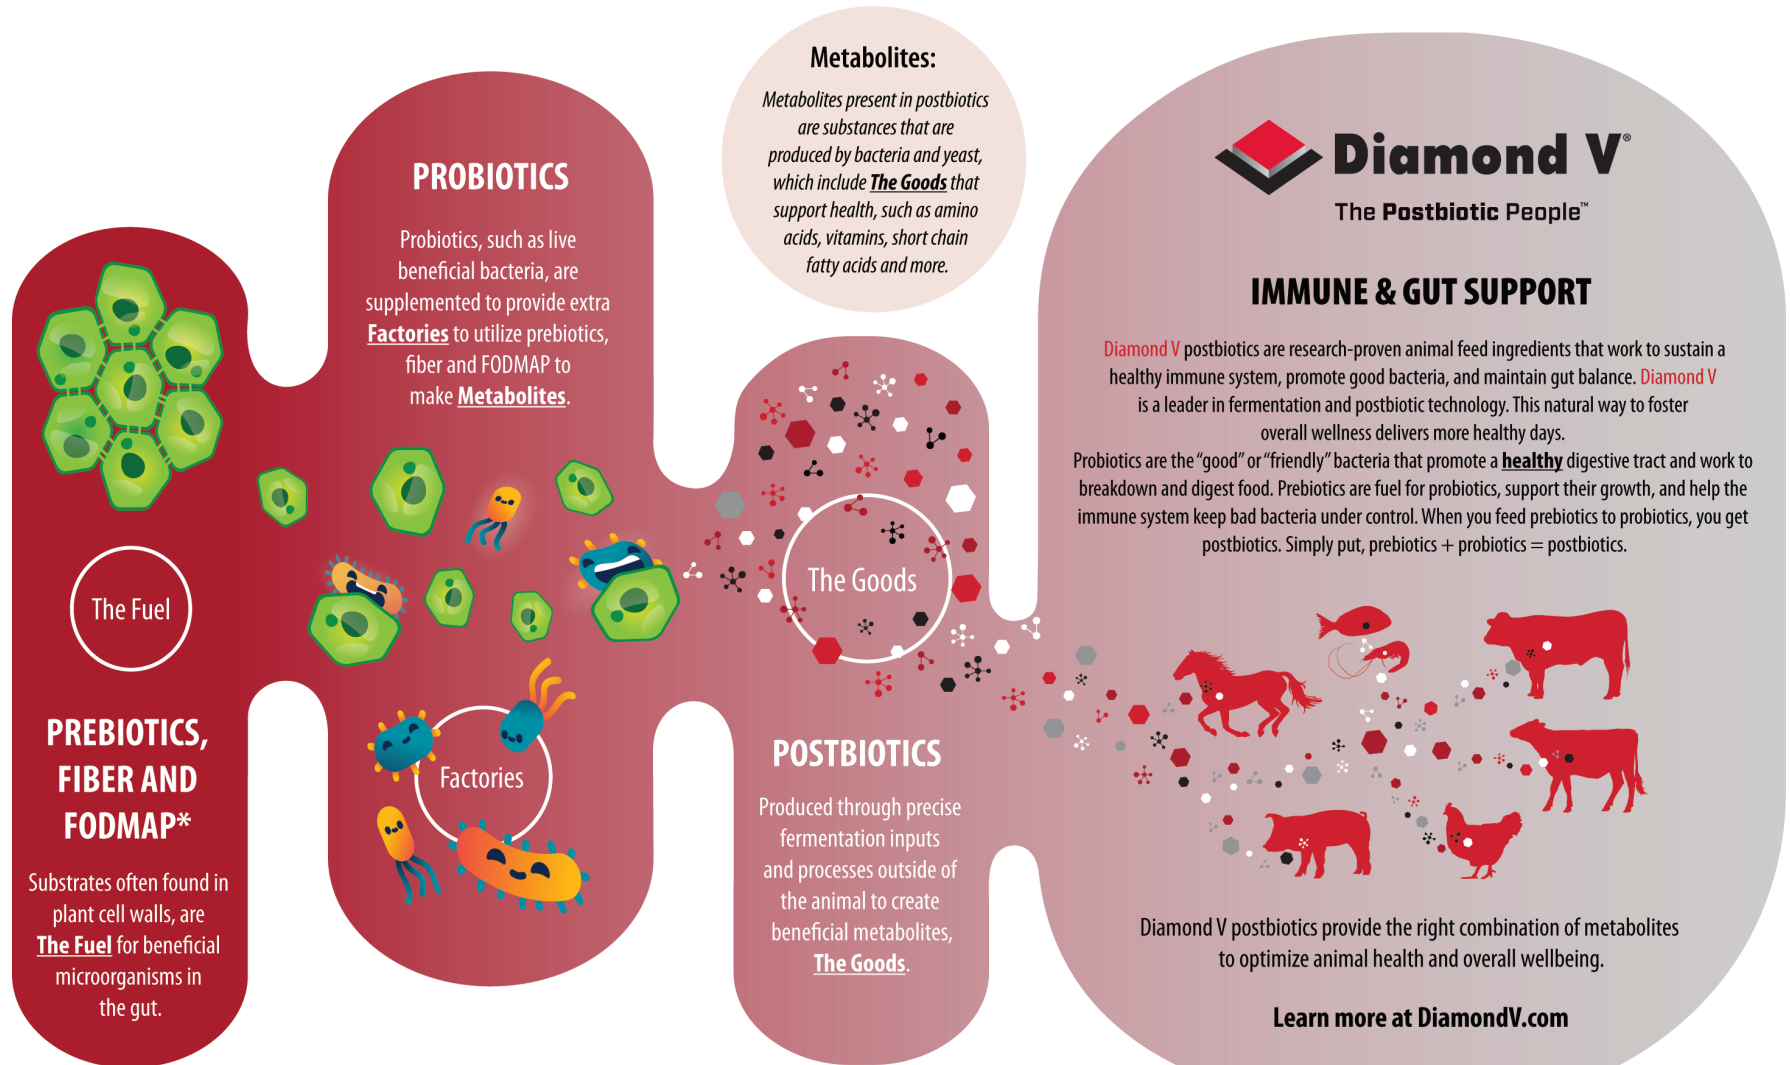 The Fuel
PREBIOTICS,
FIBER AND
FODMAP*
Substrates often found in
plant cell walls, are
The Fuel for beneficial
microorganisms in
the gut.
PROBIOTICS
Probiotics, such as live
beneficial bacteria, are
supplemented to provide extra
Factories to utilize prebiotics,
fiber and FODMAP to
make Metabolites.
Factories
Metabolites:
Metabolites present in postbiotics
are substances that are
produced by bacteria and yeast,
which include The Goods that
support health, such as amino
acids, vitamins, short chain
fatty acids and more.
The Goods
POSTBIOTICS
Produced through precise
fermentation inputs
and processes outside of
the animal to create
beneficial metabolites,
The Goods.
Diamond V®
The Postbiotic People™
IMMUNE & GUT SUPPORT
Diamond V postbiotics are research-proven animal feed ingredients that work to sustain a
healthy immune system, promote good bacteria, and maintain gut balance. Diamond V
is a leader in fermentation and postbiotic technology. This natural way to foster
overall wellness delivers more healthy days.
Probiotics are the “good” or “friendly” bacteria that promote a healthy digestive tract and work to
breakdown and digest food. Prebiotics are fuel for probiotics, support their growth, and help the
immune system keep bad bacteria under control. When you feed prebiotics to probiotics, you get
postbiotics. Simply put, prebiotics + probiotics = postbiotics.
Diamond V postbiotics provide the right combination of metabolites
to optimize animal health and overall wellbeing.
Learn more at DiamondV.com